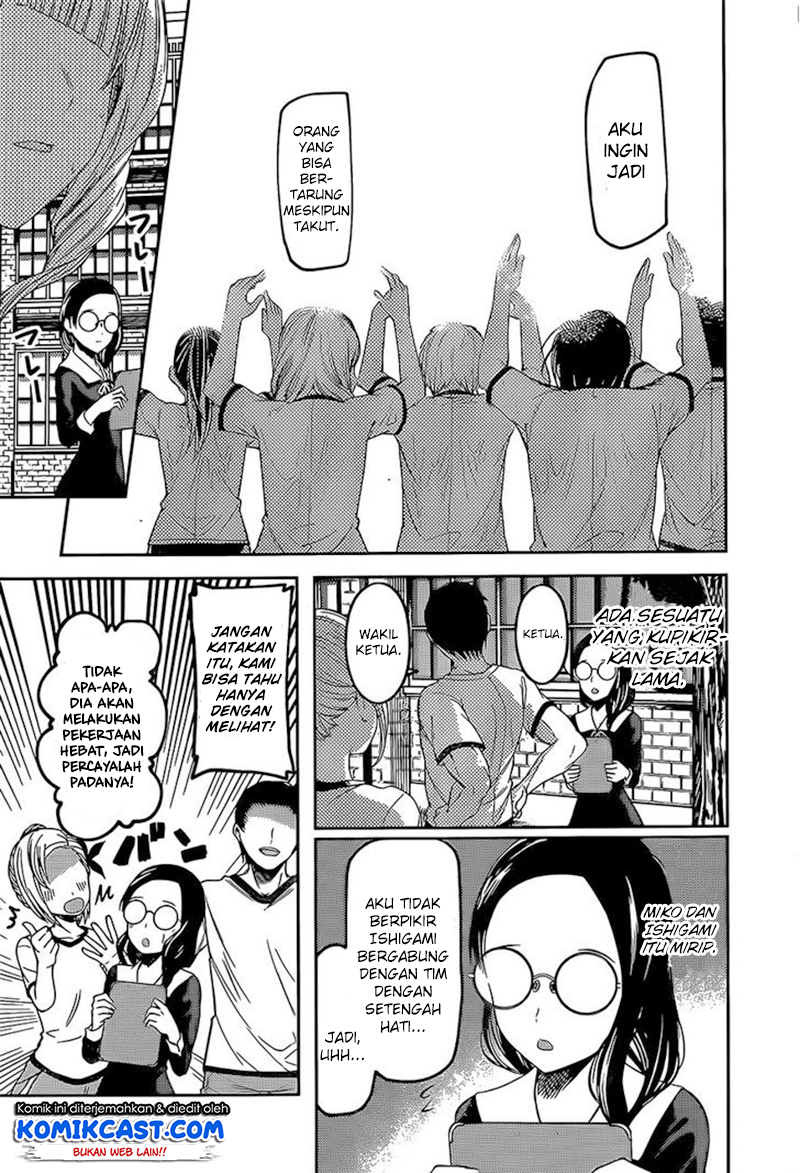 AKU
INGIN
JADI
ORANG
YANG
BISA
BER-
TARUNG
MESKIPUN
TAKUT.
フレー
フレー
ADA SESUATU
YANG KUPIKIR-
KAN SEJAK
LAMA.
KETUA.
WAKIL
KETUA.
MIKO DAN
ISHIGAMI
ITU MIRIP.
AKU TIDAK
BERPIKIR
ISHIGAMI
BERGABUNG
DENGAN TIM
DENGAN
SETENGAH
HATI...
JADI,
UHH...
JANGAN
KATAKAN
ITU, KAMI
BISA TAHU
HANYA
DENGAN
MELIHAT!
TIDAK
APA-APA,
DIA AKAN
MELAKUKAN
PEKERJAAN
HEBAT, JADI
PERCAYALAH
PADANYA!
Komik ini diterjemahkan & diedit oleh
KOMIKCAST.COM
BUKAN WEB LAIN!!